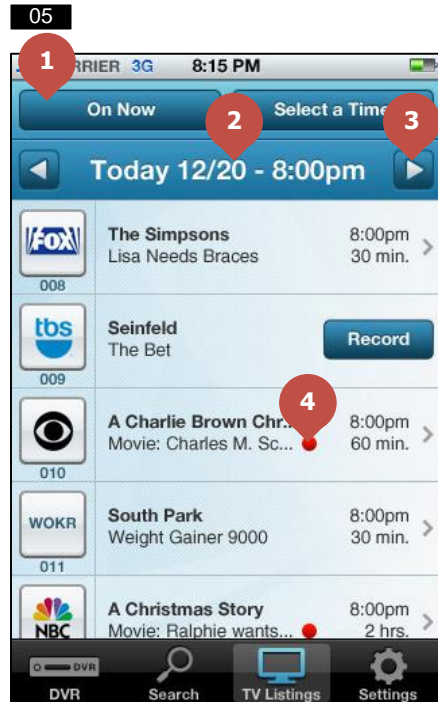 05
1
RRIER 3G 8:15 PM
On Now
2
Select a Time
3
Today 12/20 - 8:00pm
FOX
008
The Simpsons
Lisa Needs Braces
8:00pm
30 min.
tbs
009
Seinfeld
The Bet
Record
4
010
A Charlie Brown Chr..
Movie: Charles M. Sc...
8:00pm
60 min.
WOKR
011
South Park
Weight Gainer 9000
8:00pm
30 min.
NBC
A Christmas Story
Movie: Ralphie wants...
8:00pm
2 hrs.
DVR
DVR
Search
TV Listings
Settings